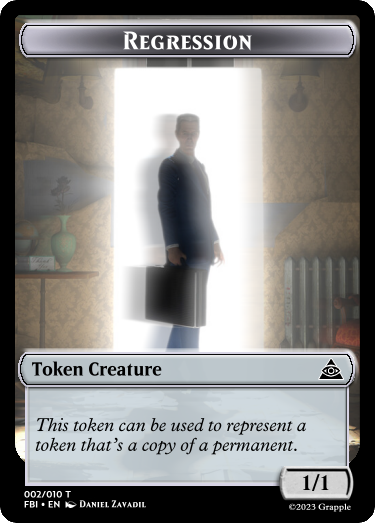 Regression
Token Creature
This token can be used to represent a
token that's a copy of a permanent.
1/1
002/010 T
FBI • EN Daniel Zavadil
©2023 Grapple